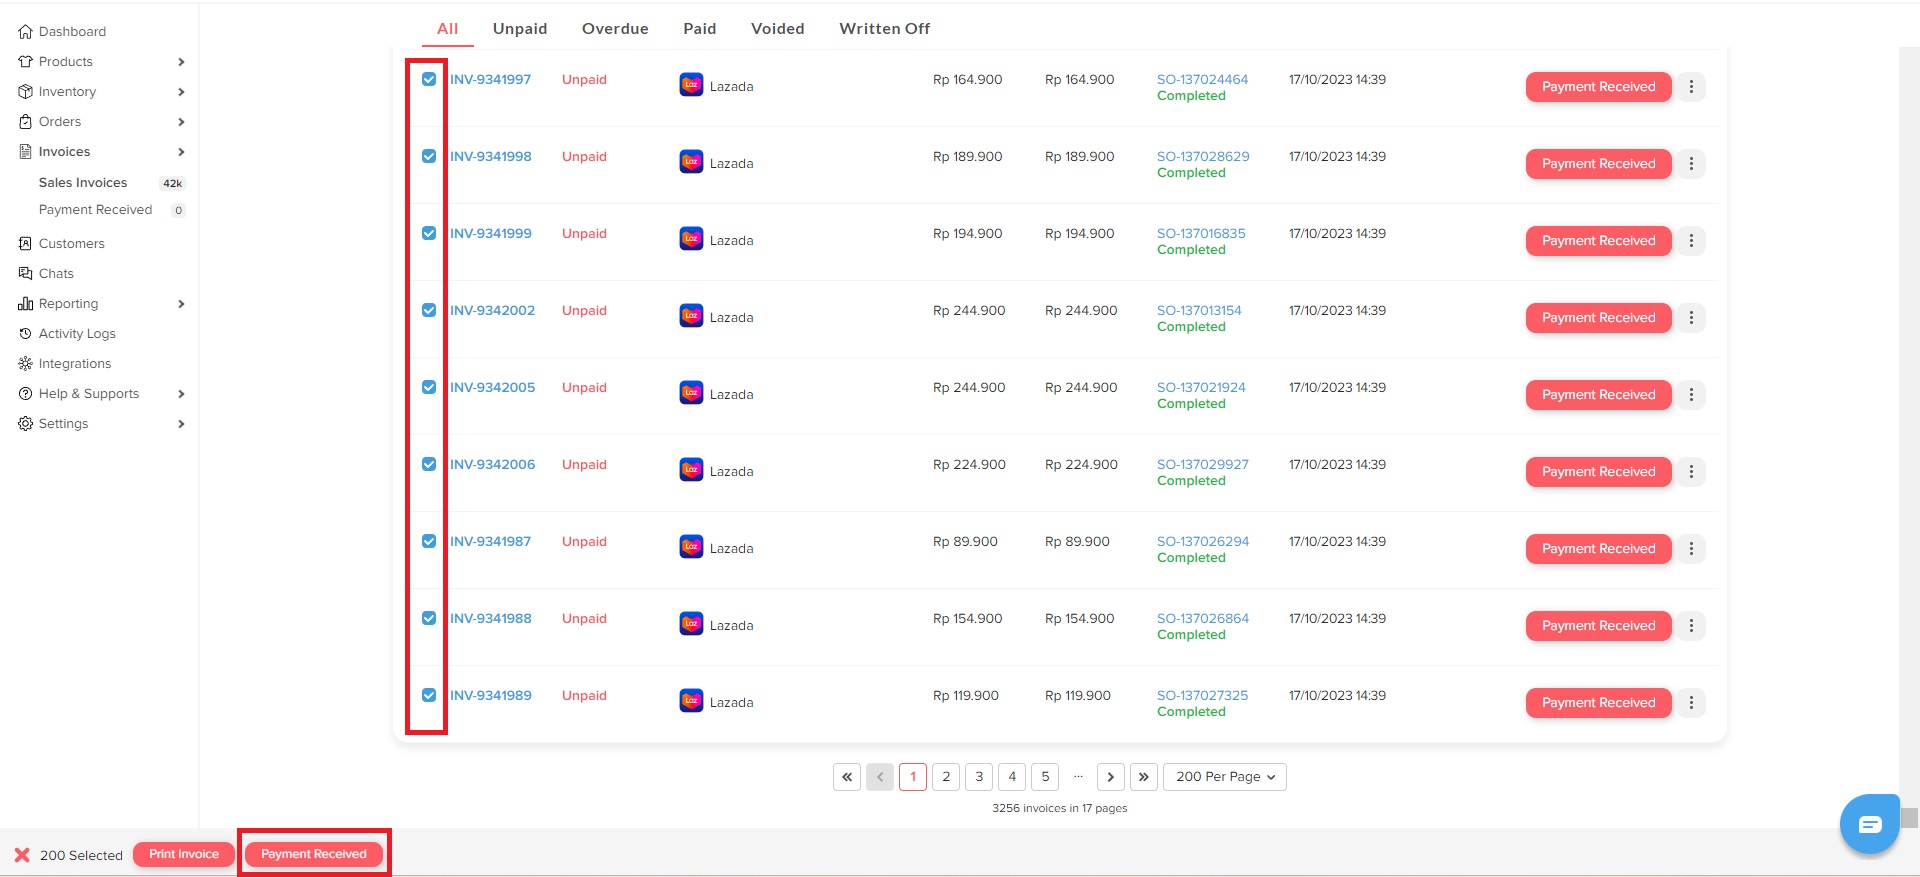 All Unpaid Overdue Paid Voided Written Off
Dashboard
Products
Inventory
Orders
Invoices
Sales Invoices 42k
Payment Received 0
Customers
Chats
Reporting
Activity Logs
Integrations
Help & Supports
Settings
INV-9341997 Unpaid Laz Lazada Rp 164.900 Rp 164.900 SO-137024464 17/10/2023 14:39 Payment Received
Completed
INV-9341998 Unpaid Laz Lazada Rp 189.900 Rp 189.900 SO-137028629 17/10/2023 14:39 Payment Received
Completed
INV-9341999 Unpaid Laz Lazada Rp 194.900 Rp 194.900 SO-137016835 17/10/2023 14:39 Payment Received
Completed
INV-9342002 Unpaid Laz Lazada Rp 244.900 Rp 244.900 SO-137013154 17/10/2023 14:39 Payment Received
Completed
INV-9342005 Unpaid Laz Lazada Rp 244.900 Rp 244.900 SO-137021924 17/10/2023 14:39 Payment Received
Completed
INV-9342006 Unpaid Laz Lazada Rp 224.900 Rp 224.900 SO-137029927 17/10/2023 14:39 Payment Received
Completed
INV-9341987 Unpaid Laz Lazada Rp 89.900 Rp 89.900 SO-137026294 17/10/2023 14:39 Payment Received
Completed
INV-9341988 Unpaid Laz Lazada Rp 154.900 Rp 154.900 SO-137026864 17/10/2023 14:39 Payment Received
Completed
INV-9341989 Unpaid Laz Lazada Rp 119.900 Rp 119.900 SO-137027325 17/10/2023 14:39 Payment Received
Completed
« ‹ 1 2 3 4 5 ... › » 200 Per Page
3256 invoices in 17 pages
200 Selected Print Invoice Payment Received